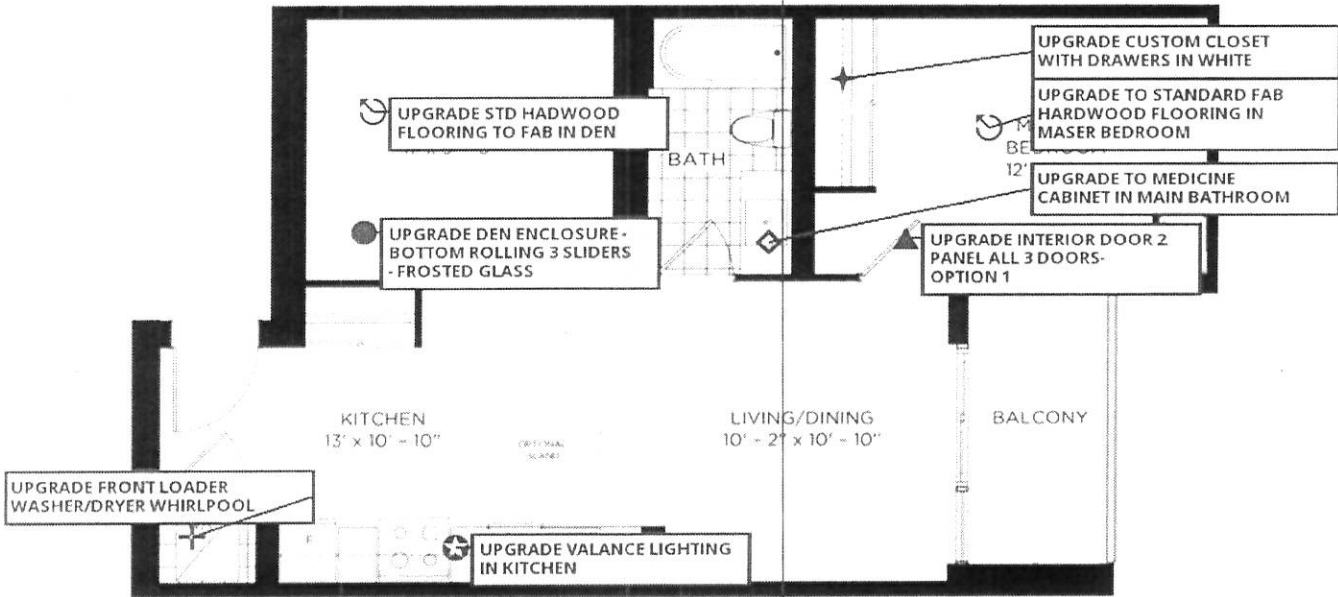 UPGRADE CUSTOM CLOSET
WITH DRAWERS IN WHITE
UPGRADE TO STANDARD FAB
HARDWOOD FLOORING IN
MASER BEDROOM
UPGRADE STD HADWOOD
FLOORING TO FAB IN DEN
BATH
12'
UPGRADE TO MEDICINE
CABINET IN MAIN BATHROOM
UPGRADE DEN ENCLOSURE-
BOTTOM ROLLING 3 SLIDERS
- FROSTED GLASS
UPGRADE INTERIOR DOOR 2
PANEL ALL 3 DOORS-
OPTION 1
KITCHEN
13' x 10' - 10"
OPTIONAL
ISLAND
LIVING/DINING
10' - 2" x 10' - 10"
BALCONY
UPGRADE FRONT LOADER
WASHER/DRYER WHIRLPOOL
F
UPGRADE VALANCE LIGHTING
IN KITCHEN